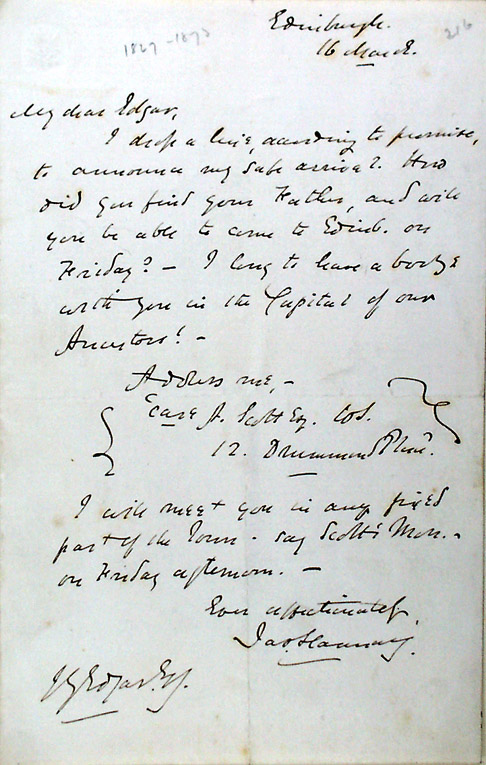 Edinburgh.
16 March.
1827-1873
216
My dear Edgar,
I drop a line, according to promise,
to announce my safe arrival. How
did you find your Father, and will
you be able to come to Edinb. on
Friday? — I long to have a
with you in the Capital of our
Ancestors! —
Address me, —
Care A. Scott Esq. W.S.
12. Drummond Place.
I will meet you in any fixed
part of the Town - say Scott's Mon. -
on Friday afternoon. —
Ever affectionately,
Jas Hannay.
J G Edgar Esq.